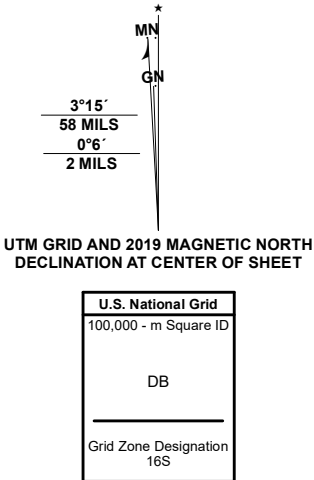 MN
GN
3°15´
58 MILS
0°6´
2 MILS
UTM GRID AND 2019 MAGNETIC NORTH
DECLINATION AT CENTER OF SHEET
U.S. National Grid
100,000 - m Square ID
DB
Grid Zone Designation
16S